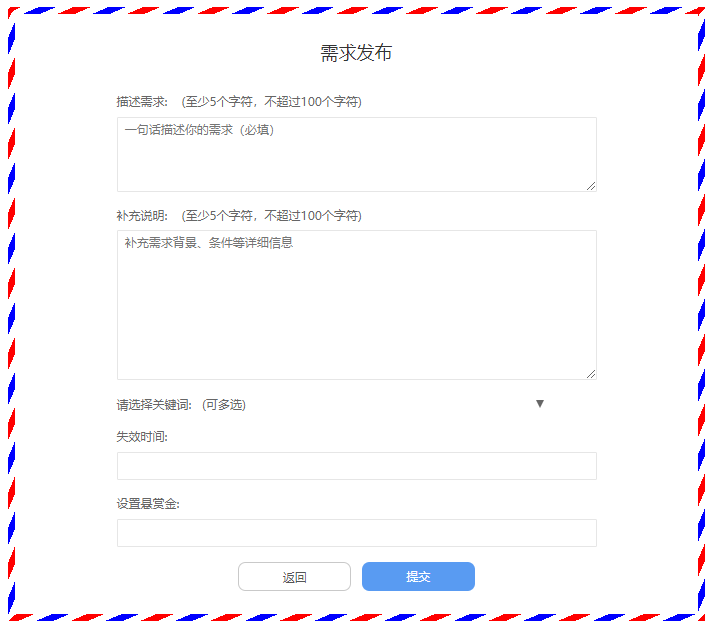 需求发布
描述需求: (至少5个字符，不超过100个字符)
一句话描述你的需求（必填）
补充说明: (至少5个字符，不超过100个字符)
补充需求背景、条件等详细信息
请选择关键词: (可多选) ▼
失效时间:
设置悬赏金:
返回 提交